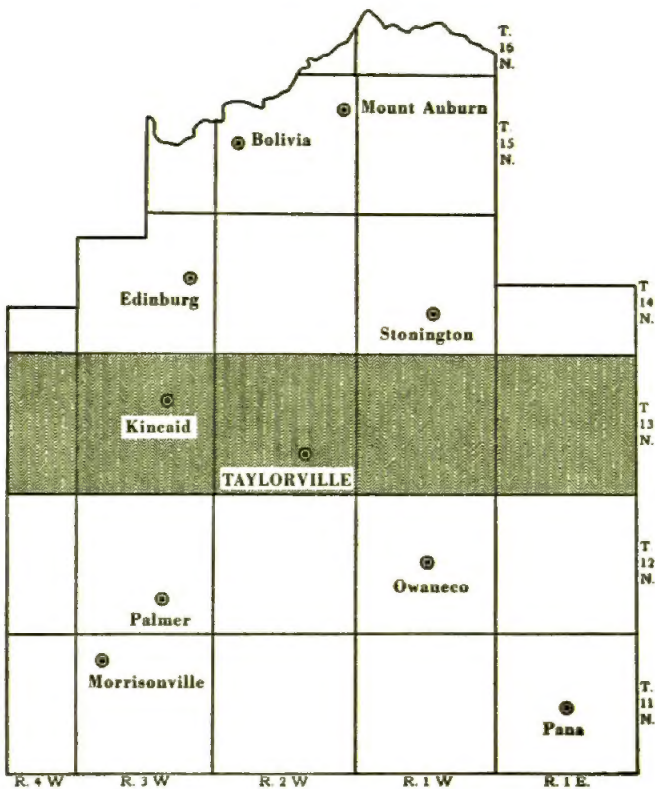 T.
16
N.
Mount Auburn
Bolivia
T.
15
N.
Edinburg
Stonington
T
14
N.
Kincaid
TAYLORVILLE
T
13
N.
Owaneco
T
12
N.
Palmer
Morrisonville
Pana
T.
11
N.
R. 4 W
R. 3 W
R. 2 W
R. 1 W
R. 1 E.